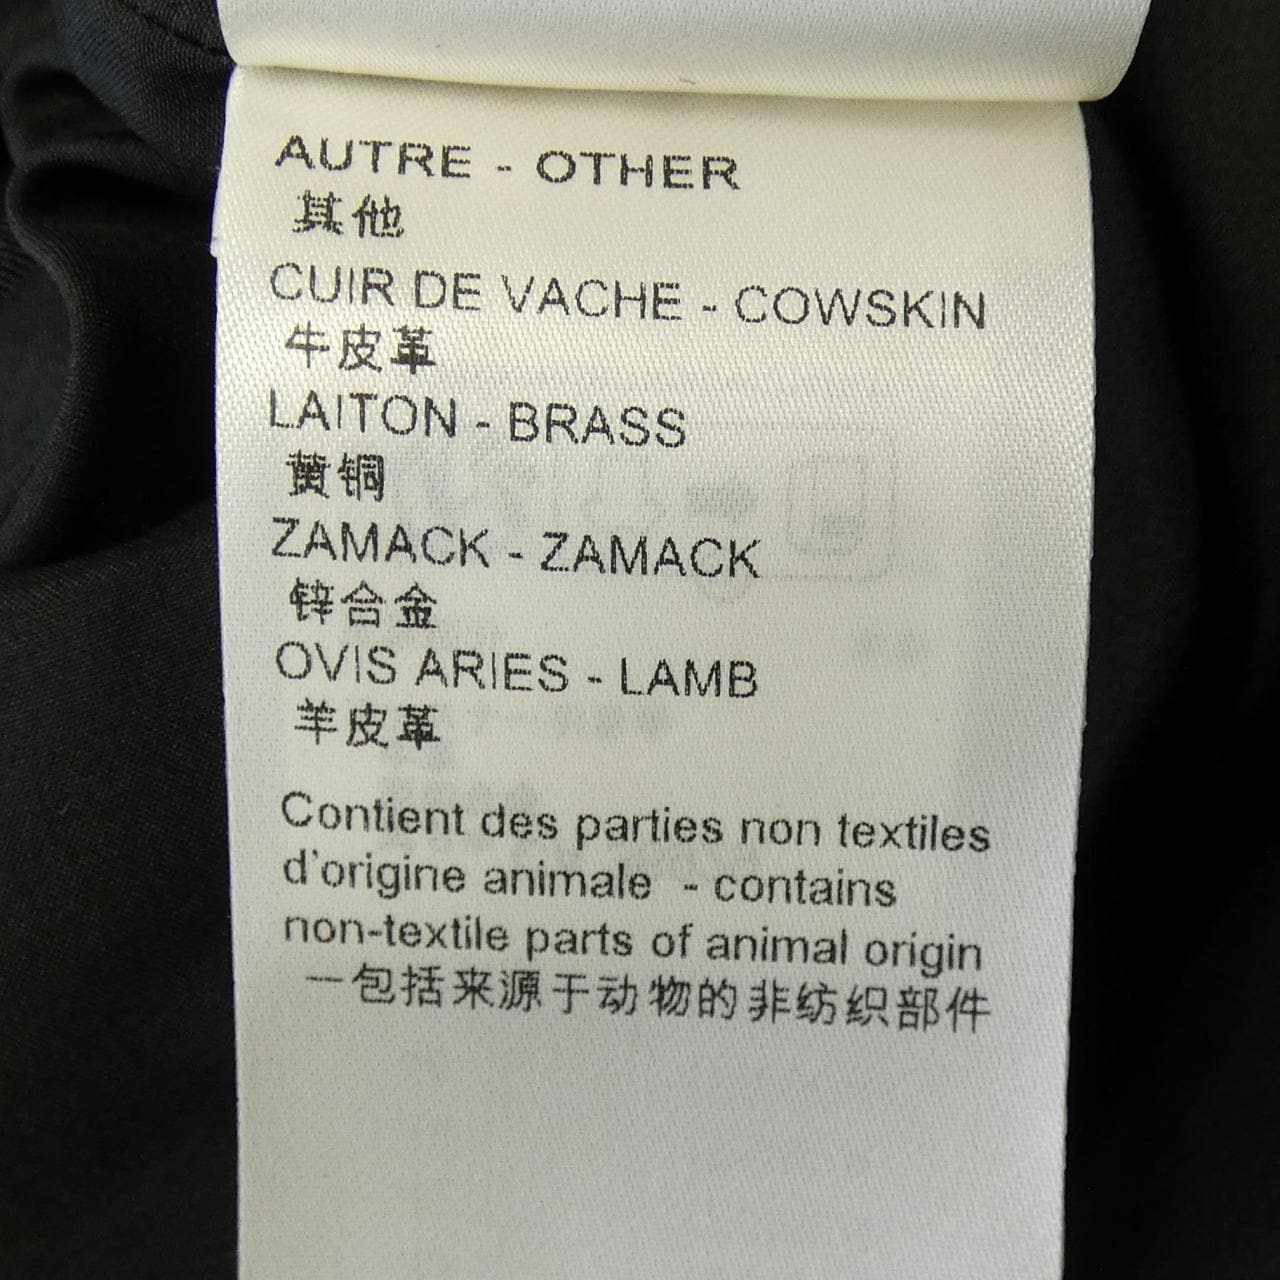 AUTRE - OTHER
其他
CUIR DE VACHE - COWSKIN
牛皮革
LAITON - BRASS
黄铜
ZAMACK - ZAMACK
锌合金
OVIS ARIES - LAMB
羊皮革
Contient des parties non textiles
d'origine animale - contains
non-textile parts of animal origin
一包括来源于动物的非纺织部件